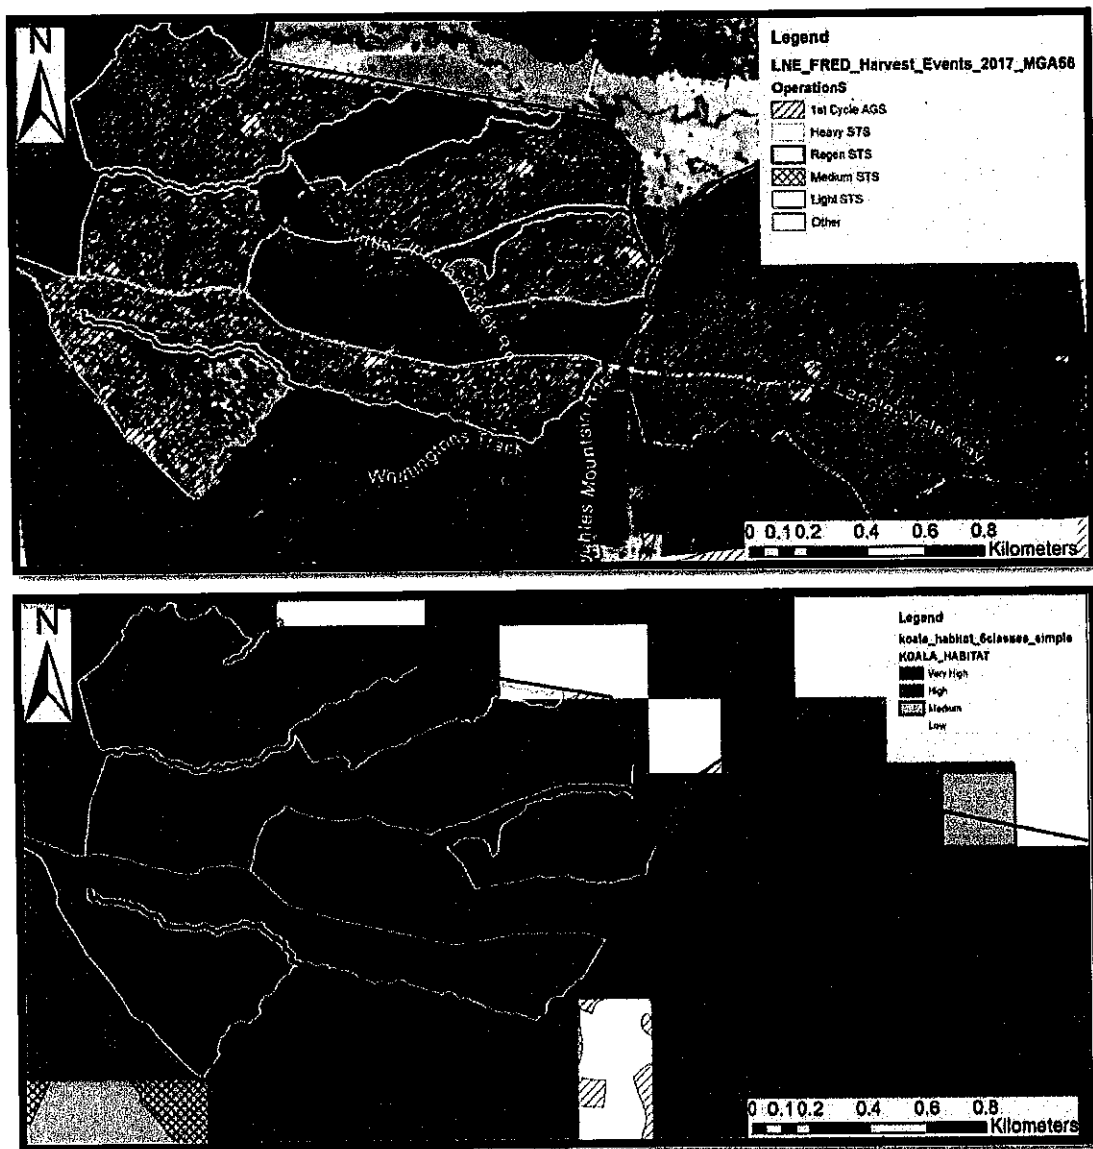 N
Legend
LNE_FRED_Harvest_Events_2017_MGA56
OperationS
1st Cycle AGS
Heavy STS
Regen STS
Medium STS
Light STS
Other
Langley Vale Way
Whittingtons Track
Mountain
0 0.1 0.2 0.4 0.6 0.8
Kilometers
N
Legend
koala_habitat_6classes_simple
KOALA_HABITAT
Very High
High
Medium
Low
0 0.1 0.2 0.4 0.6 0.8
Kilometers